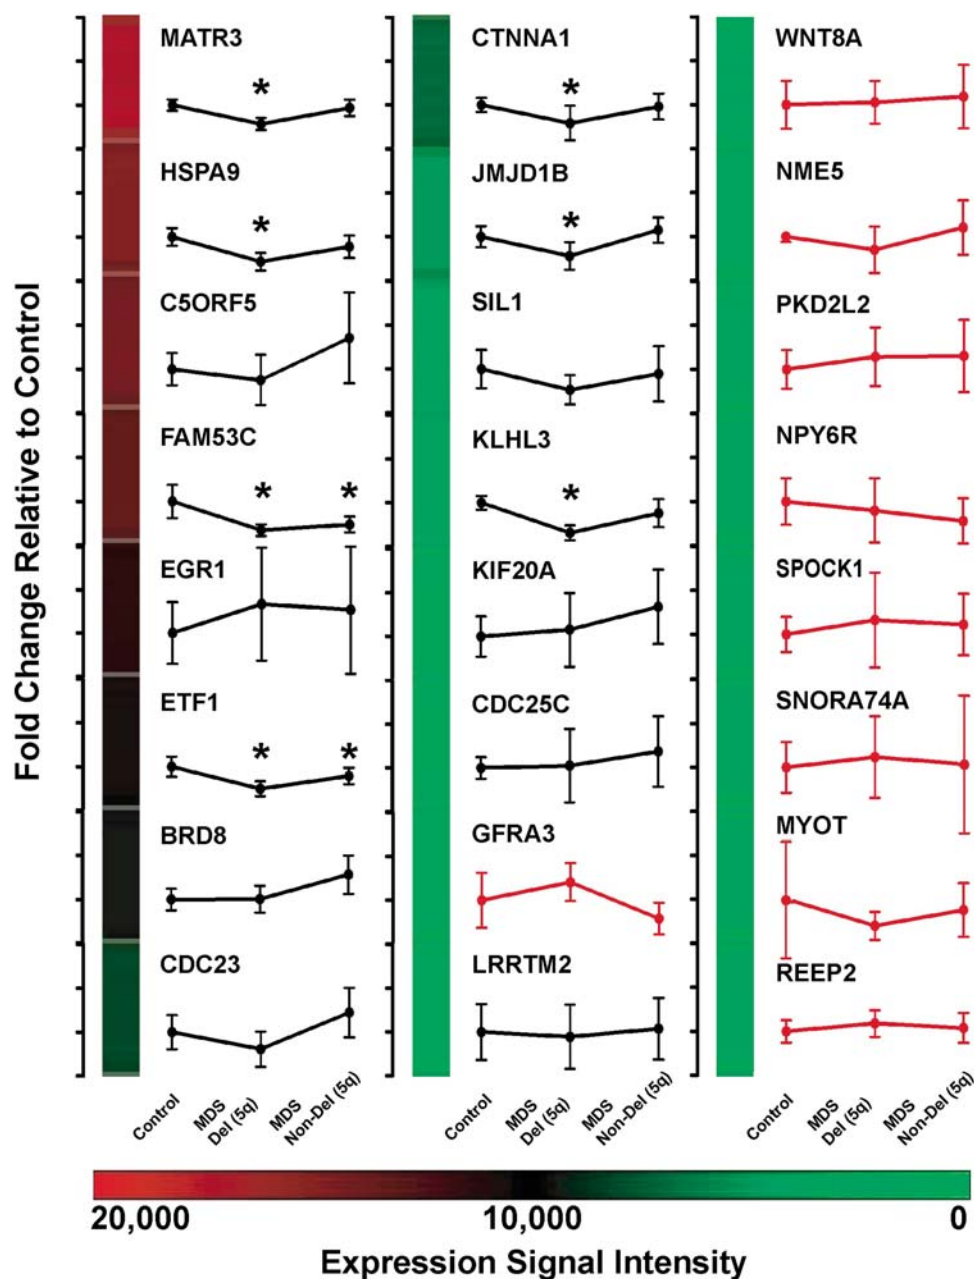 Fold Change Relative to Control
MATR3
*
HSPA9
*
C5ORF5
FAM53C
* *
EGR1
ETF1
* *
BRD8
CDC23
CTNNA1
*
JMJD1B
*
SIL1
KLHL3
*
KIF20A
CDC25C
GFRA3
LRRTM2
WNT8A
NME5
PKD2L2
NPY6R
SPOCK1
SNORA74A
MYOT
REEP2
Control
MDS
Del (5q)
MDS
Non-Del (5q)
Control
MDS
Del (5q)
MDS
Non-Del (5q)
Control
MDS
Del (5q)
MDS
Non-Del (5q)
20,000 10,000 0
Expression Signal Intensity